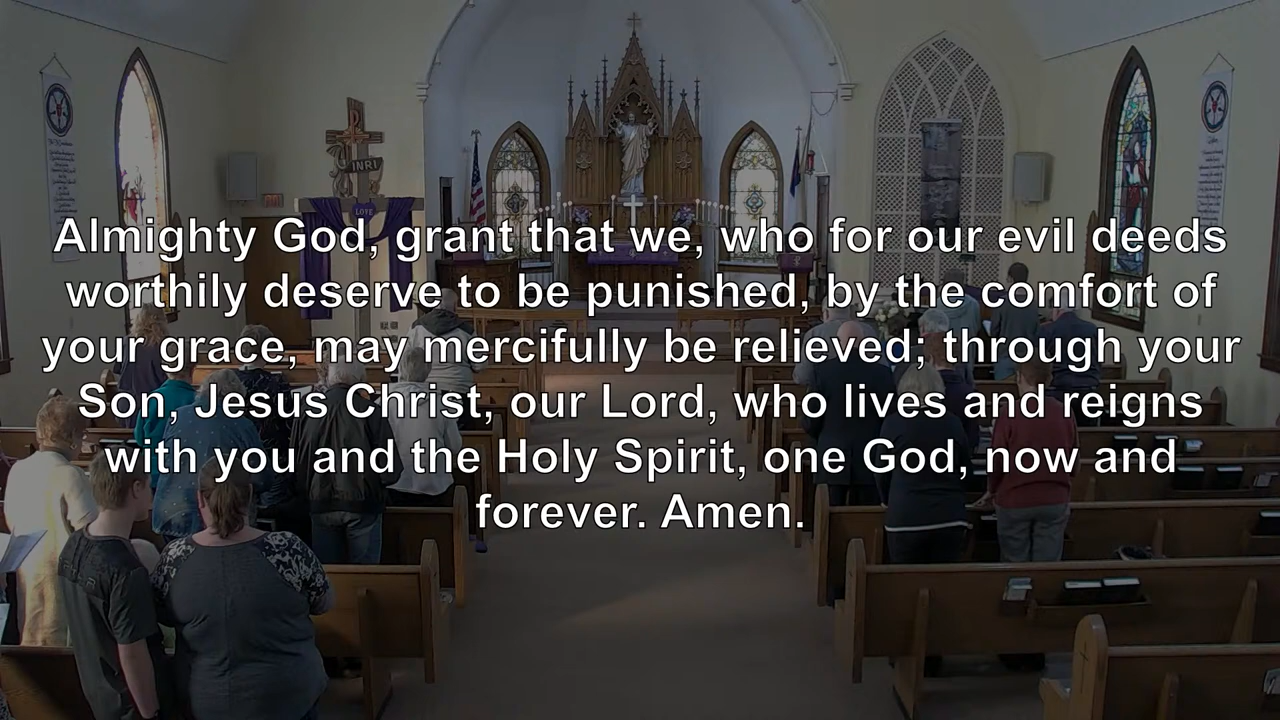 INRI
LOVE
Almighty God, grant that we, who for our evil deeds
worthily deserve to be punished, by the comfort of
your grace, may mercifully be relieved; through your
Son, Jesus Christ, our Lord, who lives and reigns
with you and the Holy Spirit, one God, now and
forever. Amen.